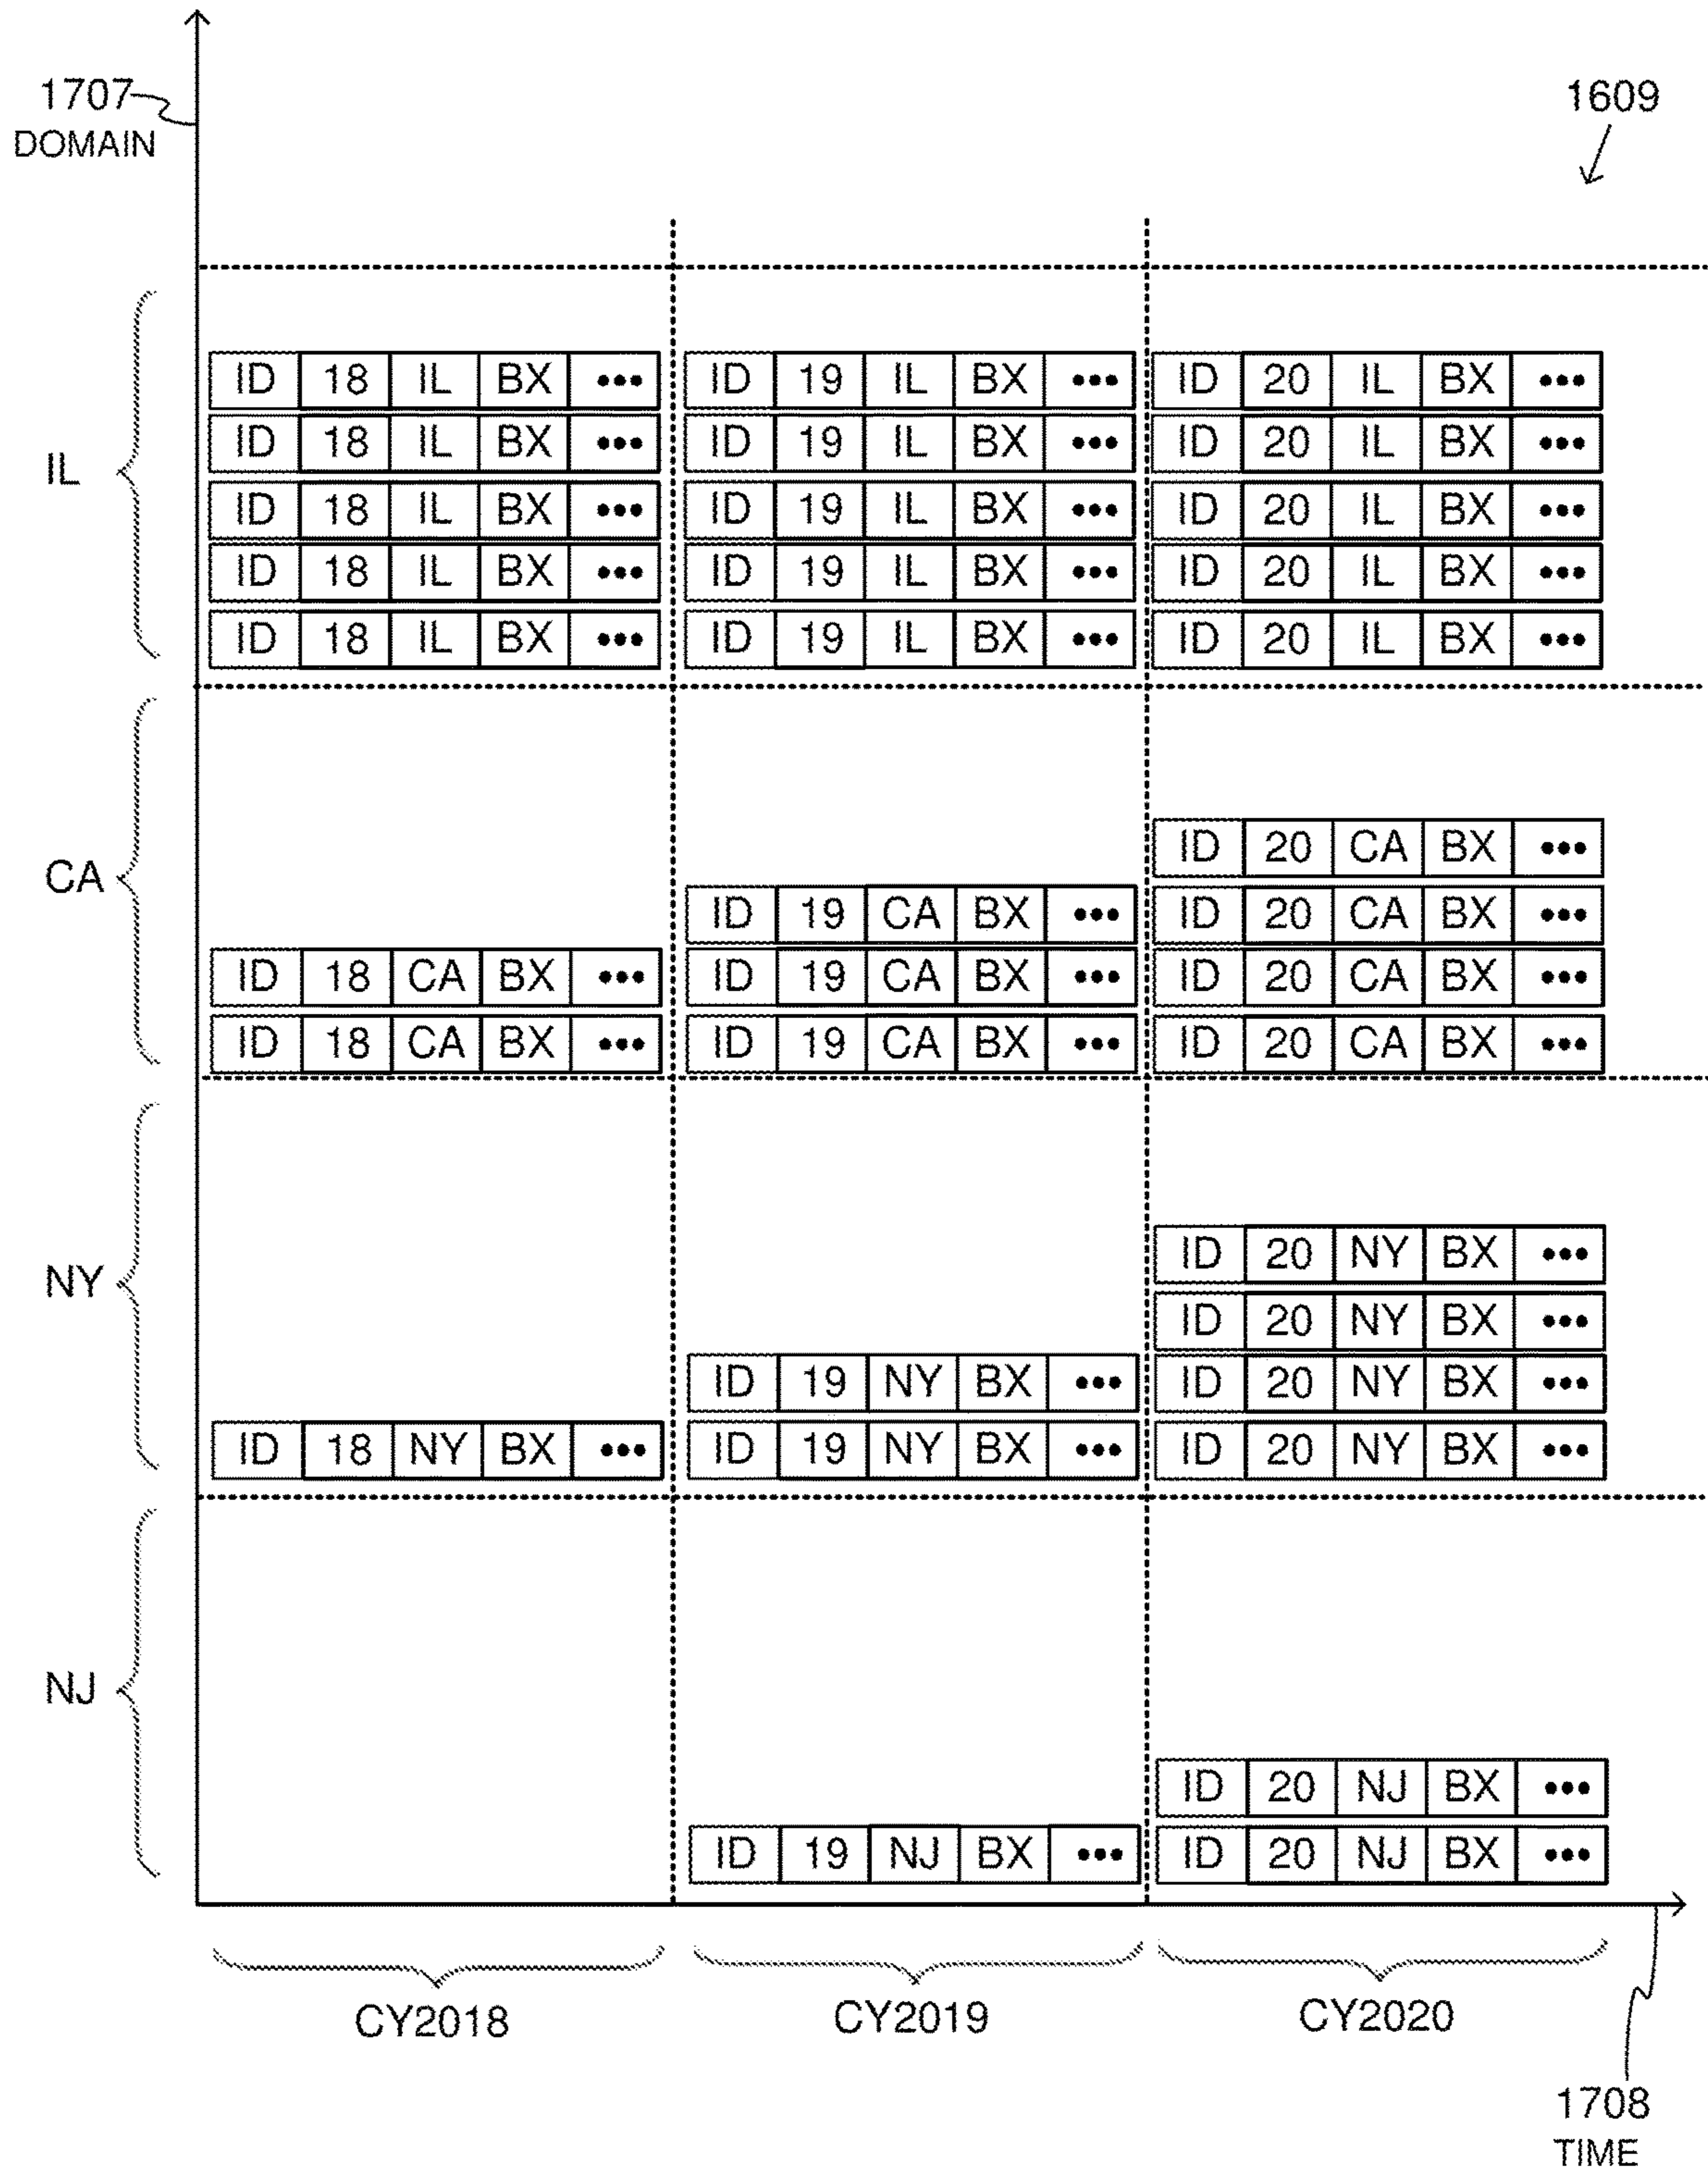 1707
DOMAIN
1609
IL
ID 18 IL BX ••• ID 19 IL BX ••• ID 20 IL BX •••
ID 18 IL BX ••• ID 19 IL BX ••• ID 20 IL BX •••
ID 18 IL BX ••• ID 19 IL BX ••• ID 20 IL BX •••
ID 18 IL BX ••• ID 19 IL BX ••• ID 20 IL BX •••
ID 18 IL BX ••• ID 19 IL BX ••• ID 20 IL BX •••
CA
ID 20 CA BX •••
ID 19 CA BX ••• ID 20 CA BX •••
ID 18 CA BX ••• ID 19 CA BX ••• ID 20 CA BX •••
ID 18 CA BX ••• ID 19 CA BX ••• ID 20 CA BX •••
NY
ID 20 NY BX •••
ID 20 NY BX •••
ID 19 NY BX ••• ID 20 NY BX •••
ID 18 NY BX ••• ID 19 NY BX ••• ID 20 NY BX •••
NJ
ID 20 NJ BX •••
ID 19 NJ BX ••• ID 20 NJ BX •••
CY2018 CY2019 CY2020
1708
TIME